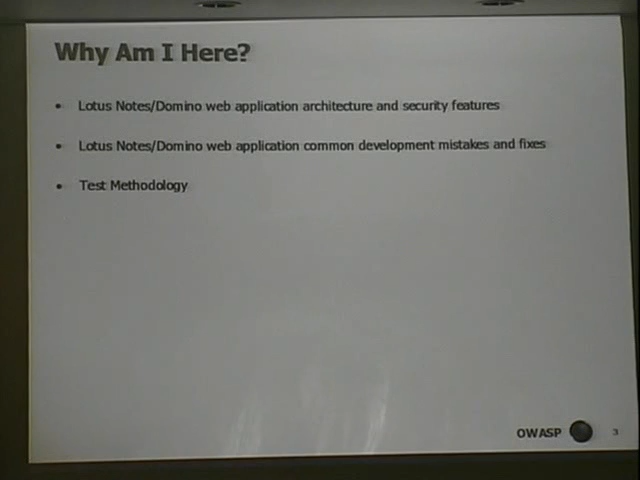 Why Am I Here?
• Lotus Notes/Domino web application architecture and security features
• Lotus Notes/Domino web application common development mistakes and fixes
• Test Methodology
OWASP 3